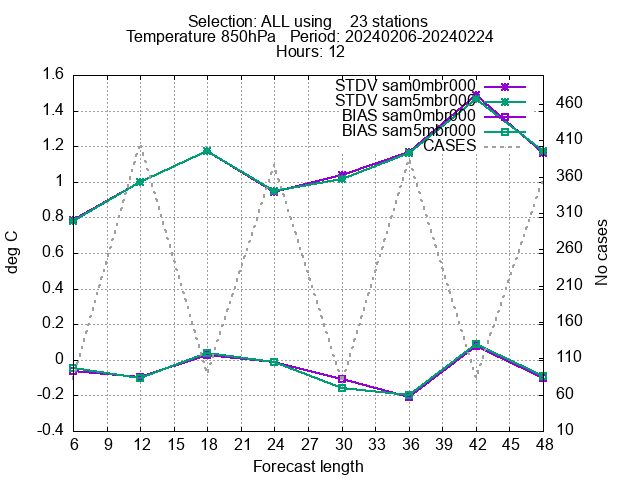 Selection: ALL using    23 stations
Temperature 850hPa   Period: 20240206-20240224
Hours: 12
STDV sam0mbr000
STDV sam5mbr000
BIAS sam0mbr000
BIAS sam5mbr000
CASES
deg C
1.6
1.4
1.2
1
0.8
0.6
0.4
0.2
0
-0.2
-0.4
460
410
360
310
260
210
160
110
60
10
No cases
6 12 18 24 27 30 33 36 39 42 45 48
Forecast length